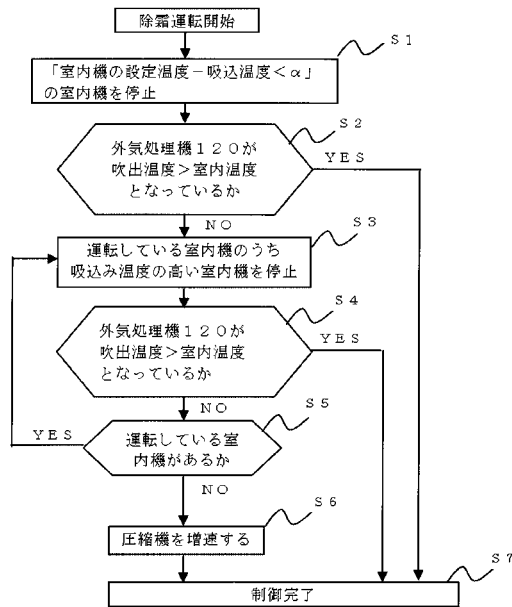 除霜運転開始
S1
「室内機の設定温度－吸込温度＜α」
の室内機を停止
S2
外気処理機120が
吹出温度＞室内温度
となっているか
YES
NO
S3
運転している室内機のうち
吸込み温度の高い室内機を停止
S4
外気処理機120が
吹出温度＞室内温度
となっているか
YES
NO
S5
YES
運転している室
内機があるか
NO
S6
圧縮機を増速する
S7
制御完了